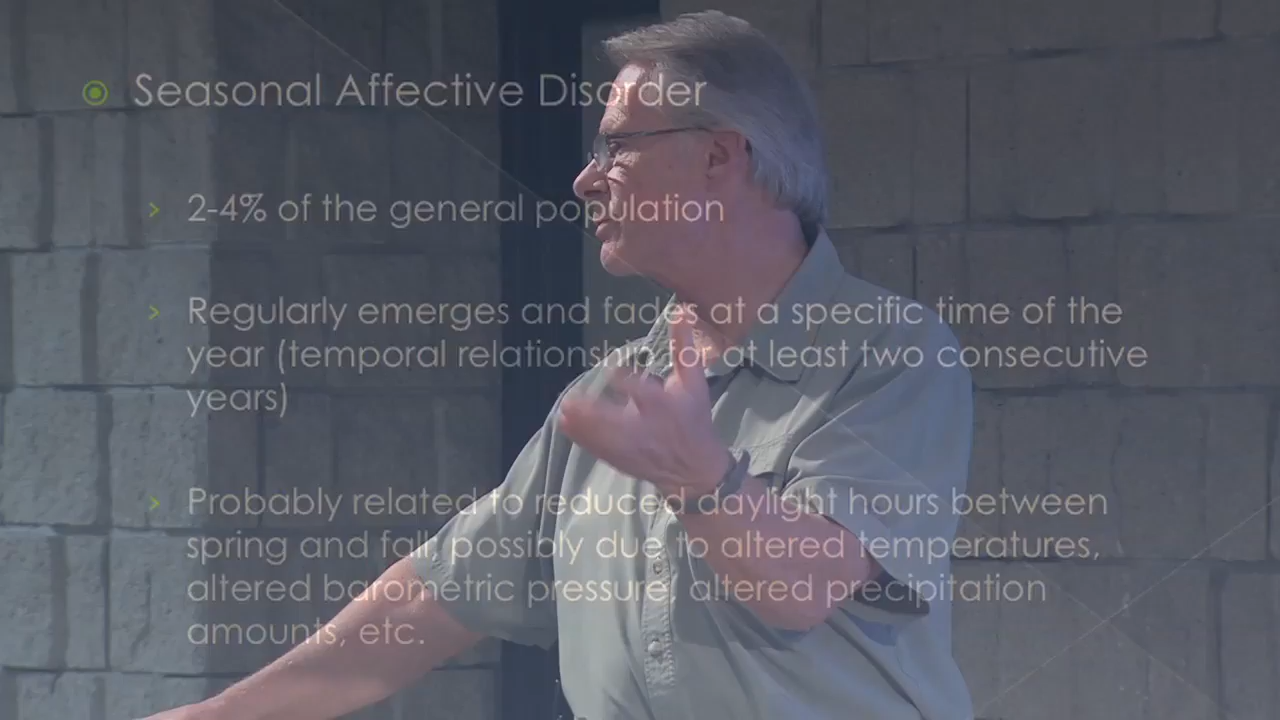 Seasonal Affective Disorder
2-4% of the general population
Regularly emerges and fades at a specific time of the
year (temporal relationship for at least two consecutive
years)
Probably related to reduced daylight hours between
spring and fall, possibly due to altered temperatures,
altered barometric pressure, altered precipitation
amounts, etc.